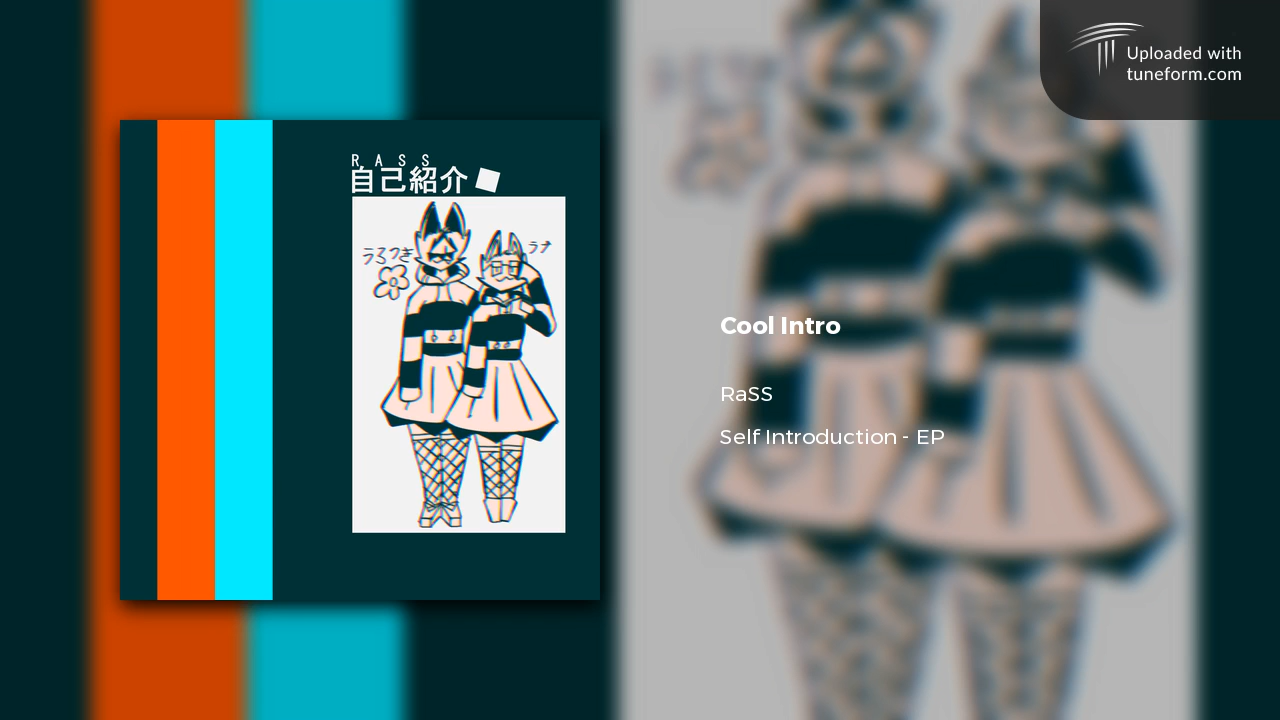 R A S S
自己紹介
うろつき
ラナ
Cool Intro
RaSS
Self Introduction - EP
Uploaded with
tuneform.com